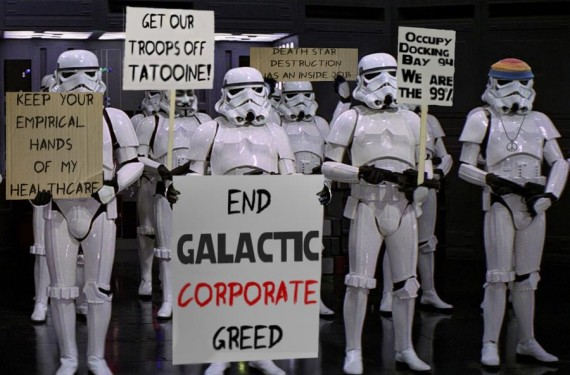 GET OUR
TROOPS OFF
TATOOINE!
DEATH STAR
DESTRUCTION
WAS AN INSIDE JOB
OCCUPY
DOCKING
BAY 94
WE ARE
THE 99%
KEEP YOUR
EMPIRICAL
HANDS
OF MY
HEALTHCARE
END
GALACTIC
CORPORATE
GREED